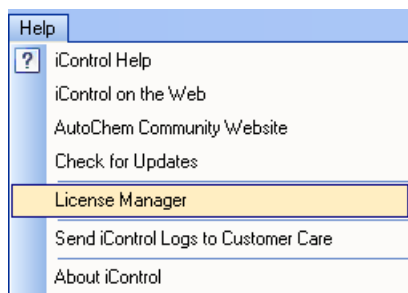 Help
? iControl Help
iControl on the Web
AutoChem Community Website
Check for Updates
License Manager
Send iControl Logs to Customer Care
About iControl